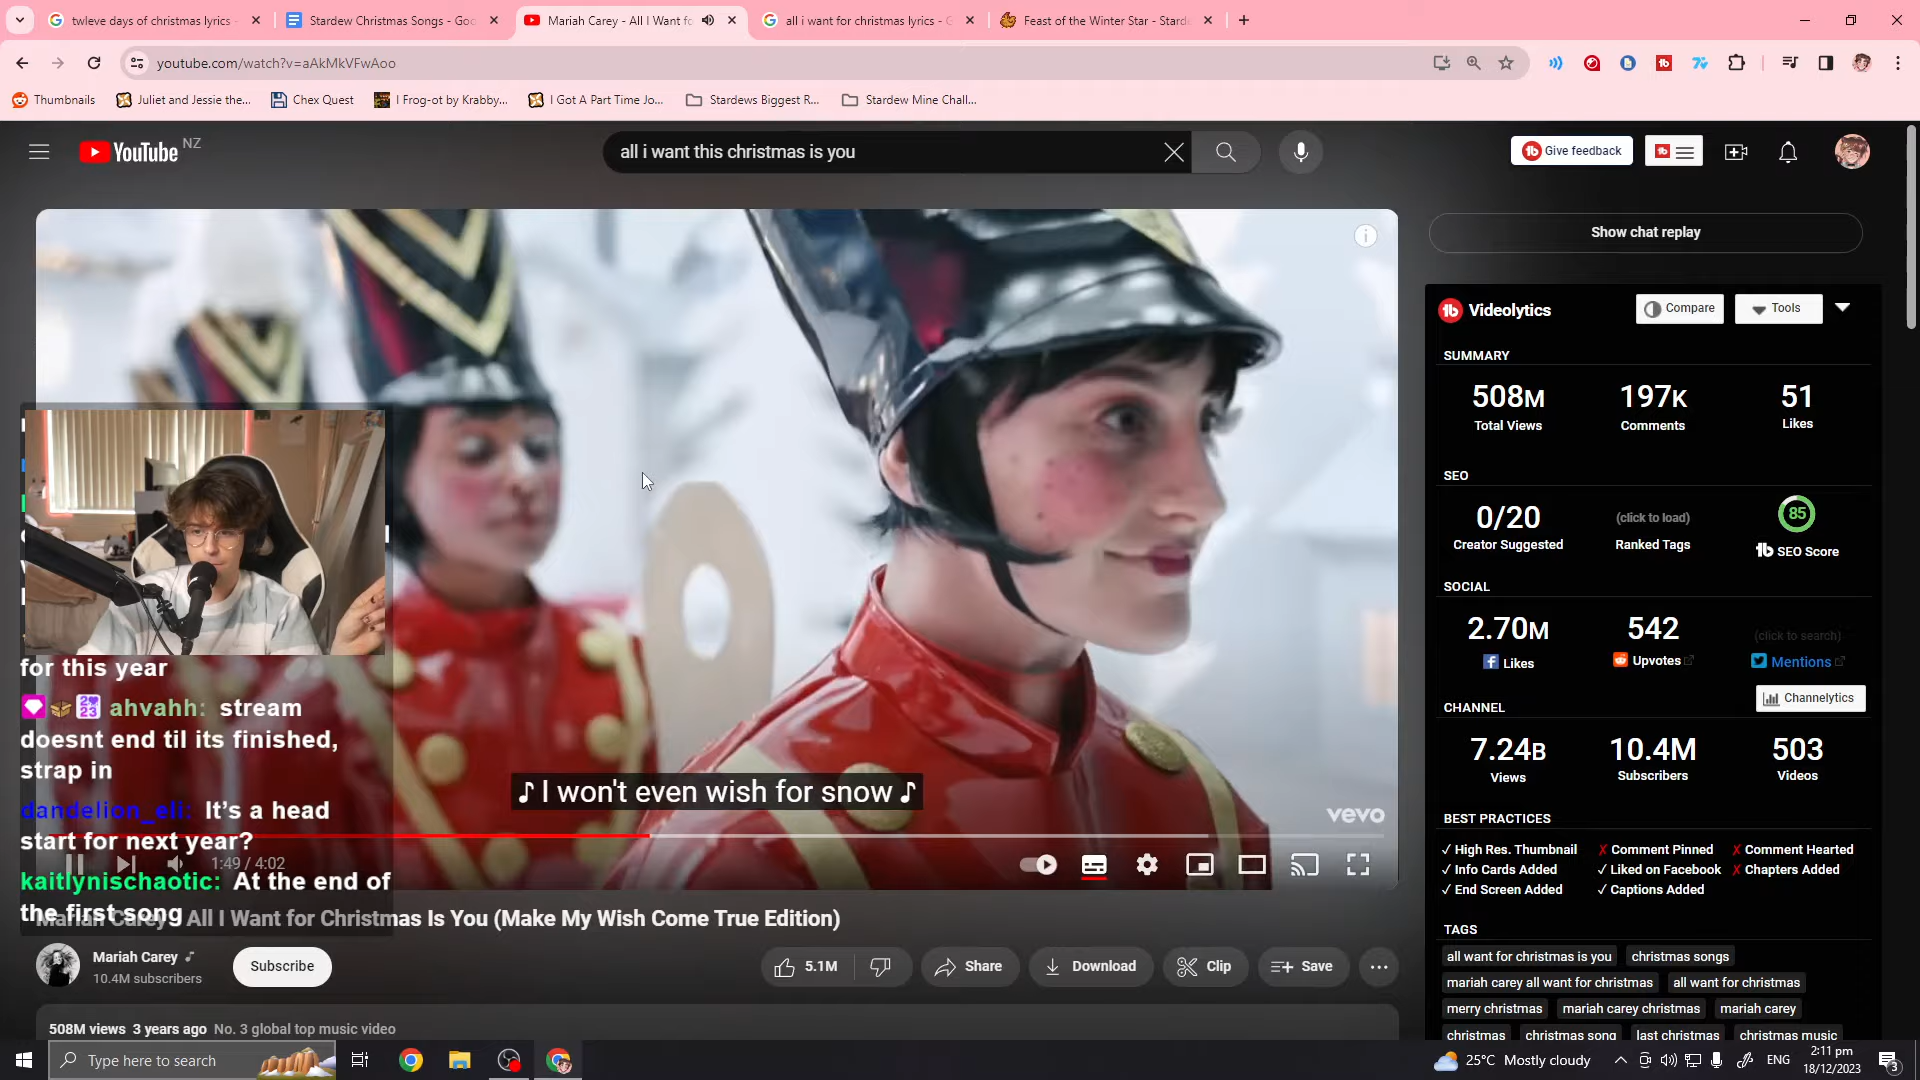 twleve days of christmas lyrics -
Stardew Christmas Songs - Goo
Mariah Carey - All I Want fo
all i want for christmas lyrics - G
Feast of the Winter Star - Starde
youtube.com/watch?v=aAkMkVFwAoo
Thumbnails
Juliet and Jessie the...
Chex Quest
I Frog-ot by Krabby...
I Got A Part Time Jo...
Stardews Biggest R...
Stardew Mine Chall...
YouTube NZ
all i want this christmas is you
Give feedback
Show chat replay
Videolytics
Compare
Tools
SUMMARY
508M 197K 51
Total Views Comments Likes
SEO
0/20 (click to load) 85
Creator Suggested Ranked Tags SEO Score
SOCIAL
2.70M 542 (click to search)
Likes Upvotes Mentions
CHANNEL Channelytics
7.24B 10.4M 503
Views Subscribers Videos
BEST PRACTICES
✓ High Res. Thumbnail ✗ Comment Pinned ✗ Comment Hearted
✓ Info Cards Added ✓ Liked on Facebook ✗ Chapters Added
✓ End Screen Added ✓ Captions Added
TAGS
all want for christmas is you christmas songs
mariah carey all want for christmas all want for christmas
merry christmas mariah carey christmas mariah carey
christmas christmas song last christmas christmas music
for this year
ahvahh: stream
doesnt end til its finished,
strap in
dandelion_eli: It's a head
start for next year?
kaitlynischaotic: At the end of
the first song
♪ I won't even wish for snow ♪
vevo
1:49 / 4:02
Mariah Carey - All I Want for Christmas Is You (Make My Wish Come True Edition)
Mariah Carey
10.4M subscribers
Subscribe
5.1M
Share
Download
Clip
Save
508M views 3 years ago No. 3 global top music video
Type here to search
25°C Mostly cloudy
ENG
2:11 pm
18/12/2023
3